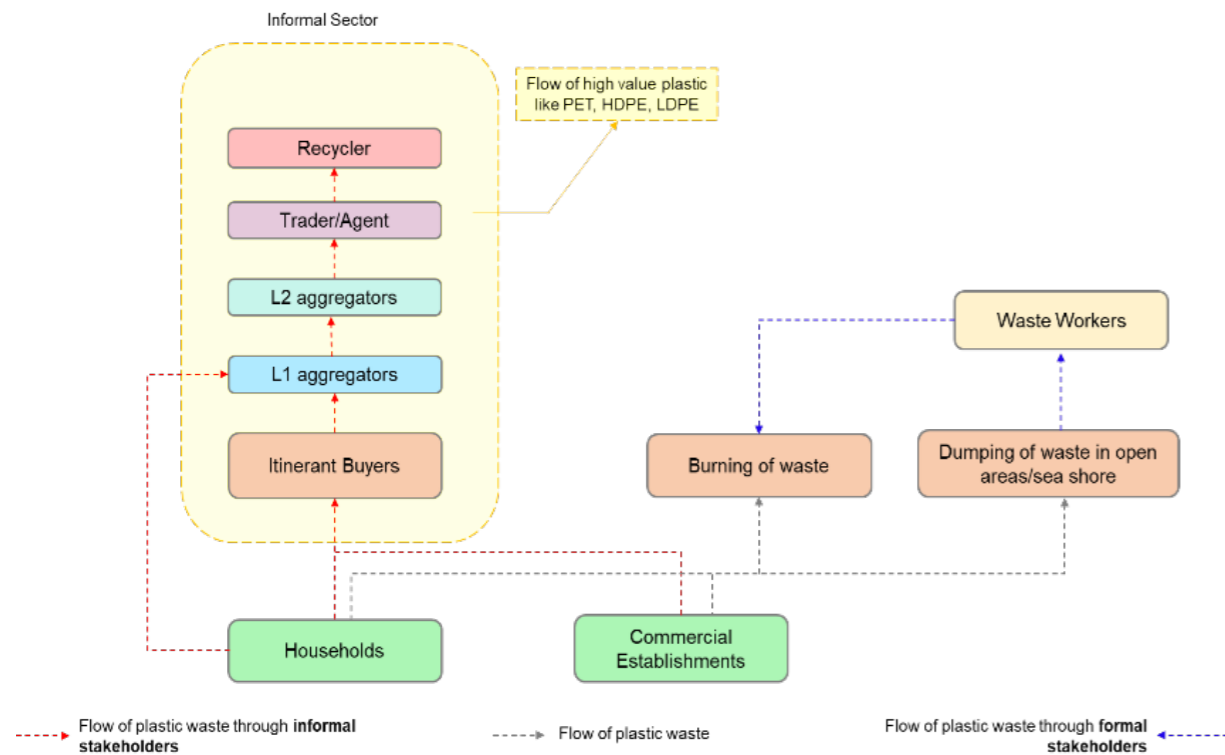 Informal Sector
Flow of high value plastic
like PET, HDPE, LDPE
Recycler
Trader/Agent
L2 aggregators
Waste Workers
L1 aggregators
Itinerant Buyers
Burning of waste
Dumping of waste in open
areas/sea shore
Households
Commercial
Establishments
Flow of plastic waste through informal
stakeholders
Flow of plastic waste
Flow of plastic waste through formal
stakeholders